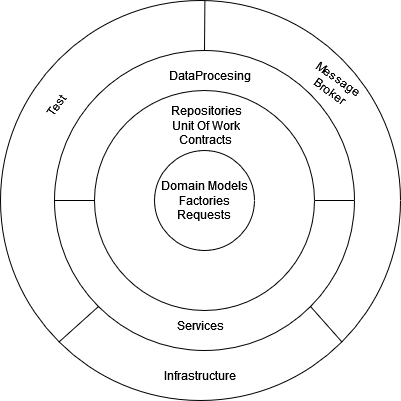 DataProcesing
Message
Broker
Test
Repositories
Unit Of Work
Contracts
Domain Models
Factories
Requests
Services
Infrastructure